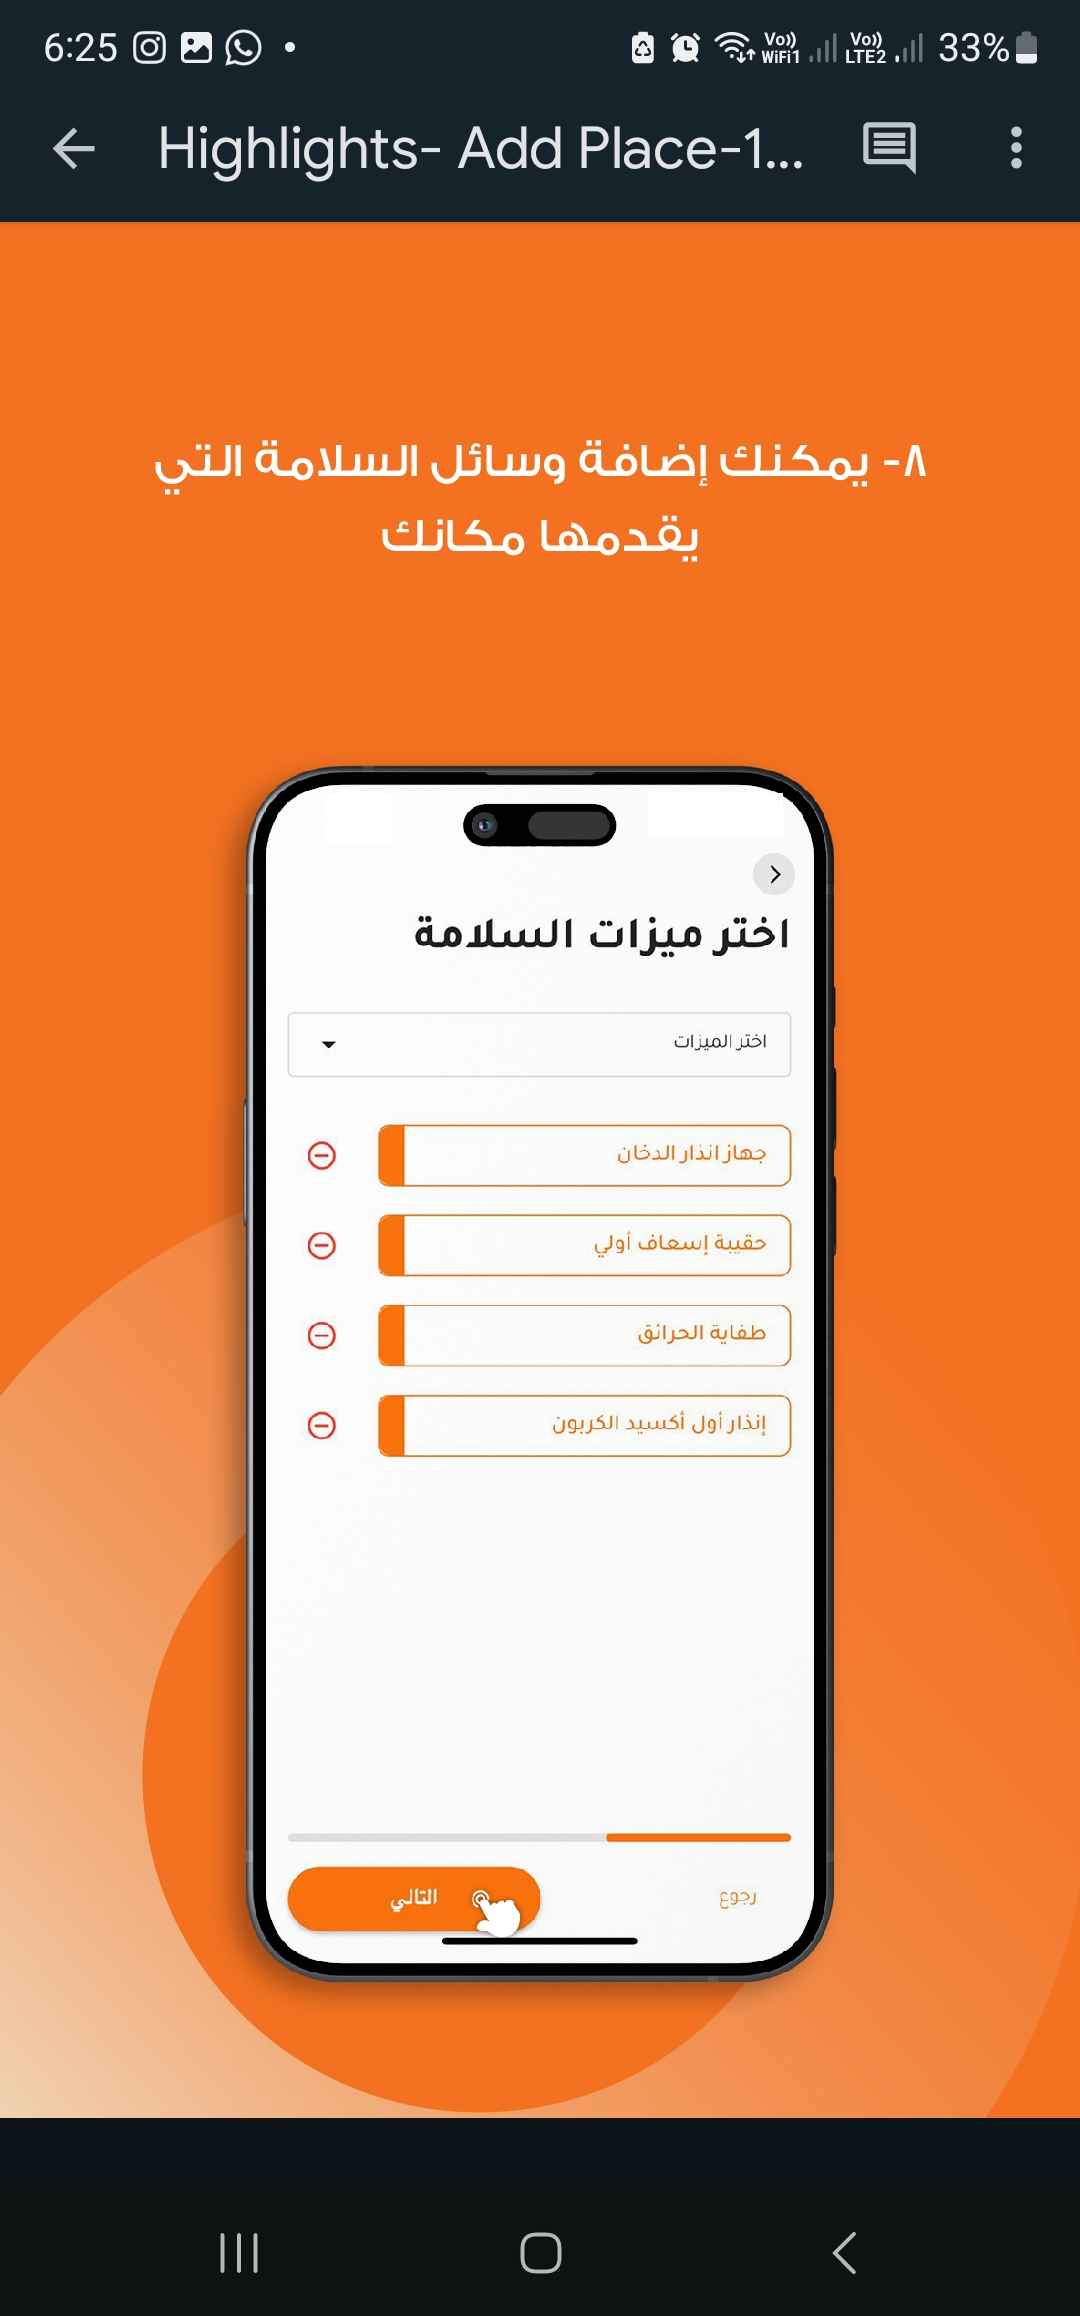 6:25
Vo)) WiFi1
Vo)) LTE2
33%
Highlights- Add Place-1...
٨- يمكنك إضافة وسائل السلامة التي
يقدمها مكانك
اختر ميزات السلامة
اختر الميزات
جهاز انذار الدخان
حقيبة إسعاف أولي
طفاية الحرائق
إنذار أول أكسيد الكربون
رجوع
التالي